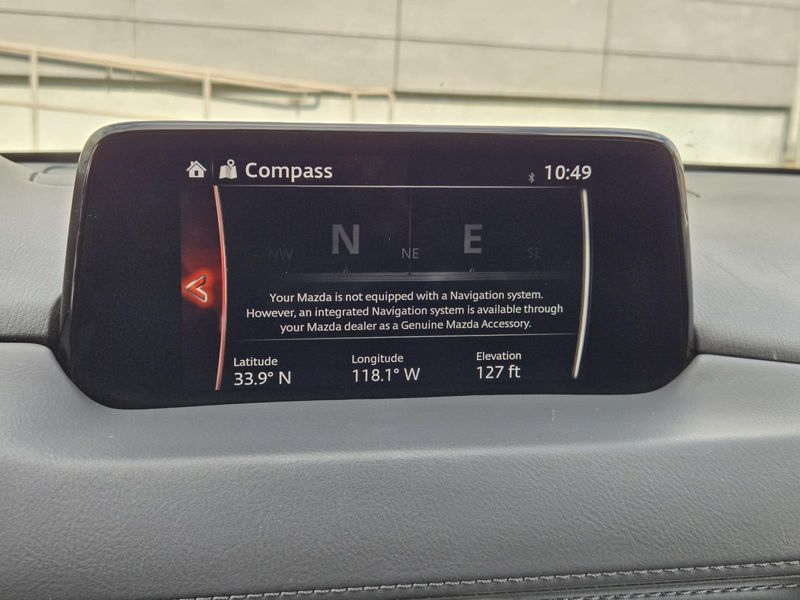 Compass
10:49
NW N NE E SE
Your Mazda is not equipped with a Navigation system.
However, an integrated Navigation system is available through
your Mazda dealer as a Genuine Mazda Accessory.
Latitude Longitude Elevation
33.9° N 118.1° W 127 ft